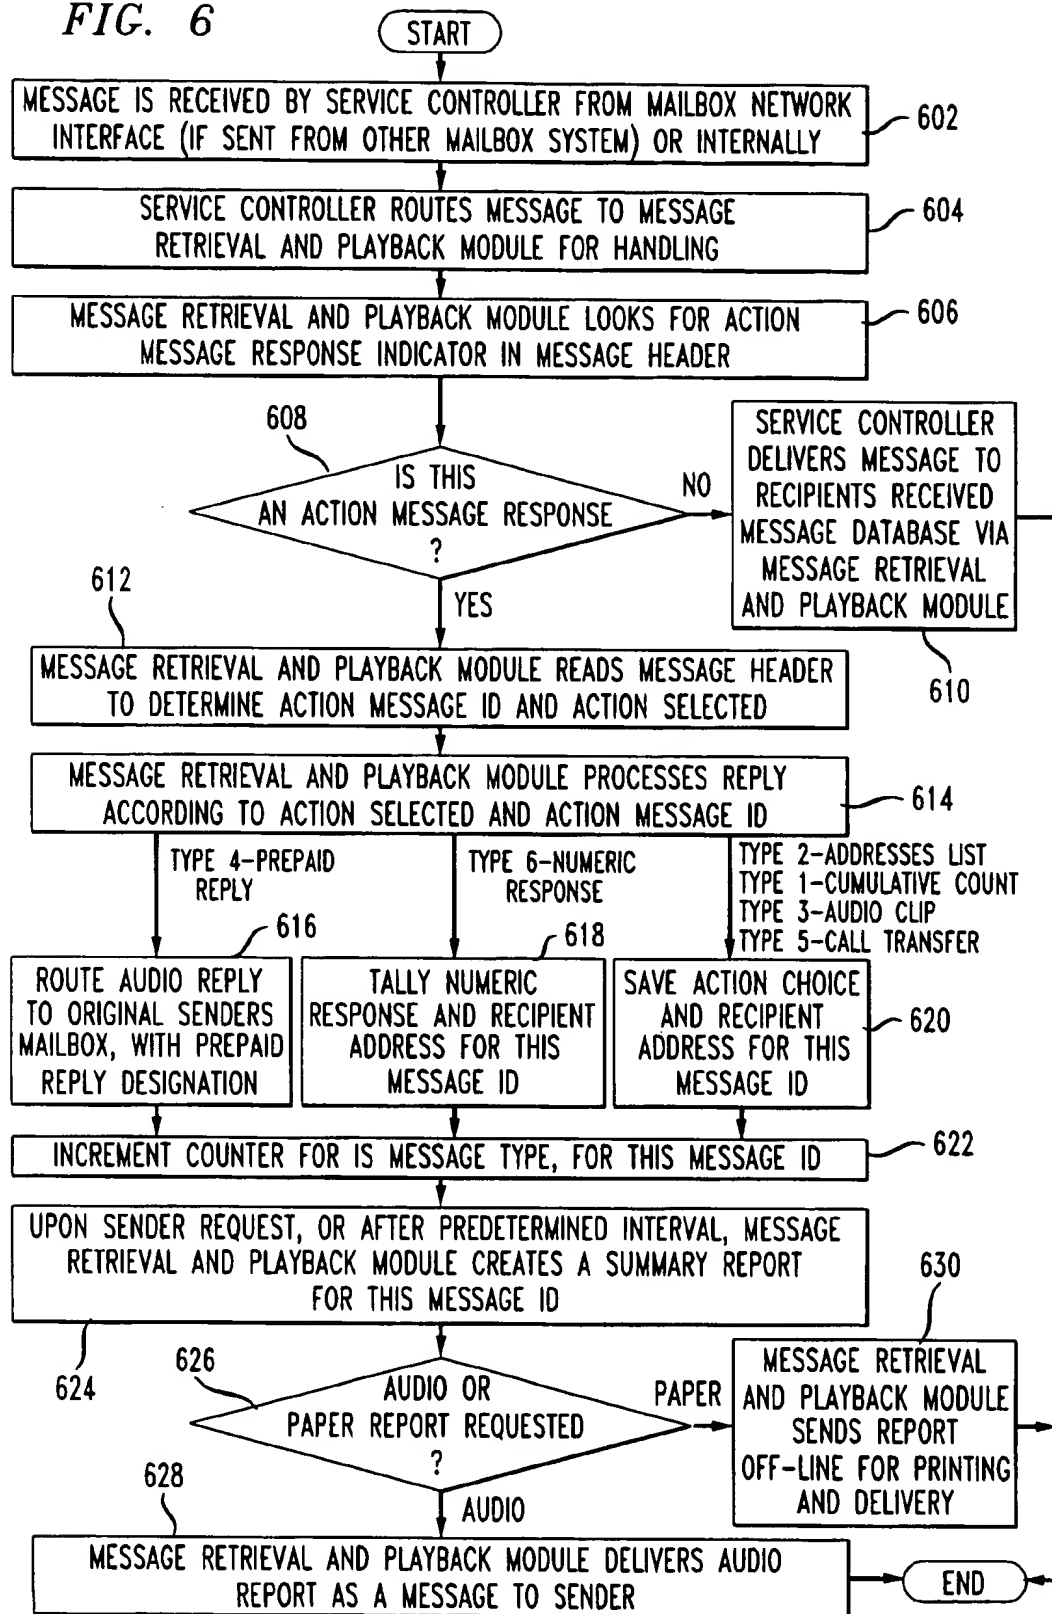 FIG. 6
START
MESSAGE IS RECEIVED BY SERVICE CONTROLLER FROM MAILBOX NETWORK
INTERFACE (IF SENT FROM OTHER MAILBOX SYSTEM) OR INTERNALLY
602
SERVICE CONTROLLER ROUTES MESSAGE TO MESSAGE
RETRIEVAL AND PLAYBACK MODULE FOR HANDLING
604
MESSAGE RETRIEVAL AND PLAYBACK MODULE LOOKS FOR ACTION
MESSAGE RESPONSE INDICATOR IN MESSAGE HEADER
606
608
IS THIS
AN ACTION MESSAGE RESPONSE
?
NO
SERVICE CONTROLLER
DELIVERS MESSAGE TO
RECIPIENTS RECEIVED
MESSAGE DATABASE VIA
MESSAGE RETRIEVAL
AND PLAYBACK MODULE
610
YES
612
MESSAGE RETRIEVAL AND PLAYBACK MODULE READS MESSAGE HEADER
TO DETERMINE ACTION MESSAGE ID AND ACTION SELECTED
MESSAGE RETRIEVAL AND PLAYBACK MODULE PROCESSES REPLY
ACCORDING TO ACTION SELECTED AND ACTION MESSAGE ID
614
TYPE 4-PREPAID
REPLY
TYPE 6-NUMERIC
RESPONSE
TYPE 2-ADDRESSES LIST
TYPE 1-CUMULATIVE COUNT
TYPE 3-AUDIO CLIP
TYPE 5-CALL TRANSFER
616
ROUTE AUDIO REPLY
TO ORIGINAL SENDERS
MAILBOX, WITH PREPAID
REPLY DESIGNATION
618
TALLY NUMERIC
RESPONSE AND RECIPIENT
ADDRESS FOR THIS
MESSAGE ID
SAVE ACTION CHOICE
AND RECIPIENT
ADDRESS FOR THIS
MESSAGE ID
620
INCREMENT COUNTER FOR IS MESSAGE TYPE, FOR THIS MESSAGE ID
622
UPON SENDER REQUEST, OR AFTER PREDETERMINED INTERVAL, MESSAGE
RETRIEVAL AND PLAYBACK MODULE CREATES A SUMMARY REPORT
FOR THIS MESSAGE ID
624
626
AUDIO OR
PAPER REPORT REQUESTED
?
PAPER
630
MESSAGE RETRIEVAL
AND PLAYBACK MODULE
SENDS REPORT
OFF-LINE FOR PRINTING
AND DELIVERY
AUDIO
628
MESSAGE RETRIEVAL AND PLAYBACK MODULE DELIVERS AUDIO
REPORT AS A MESSAGE TO SENDER
END